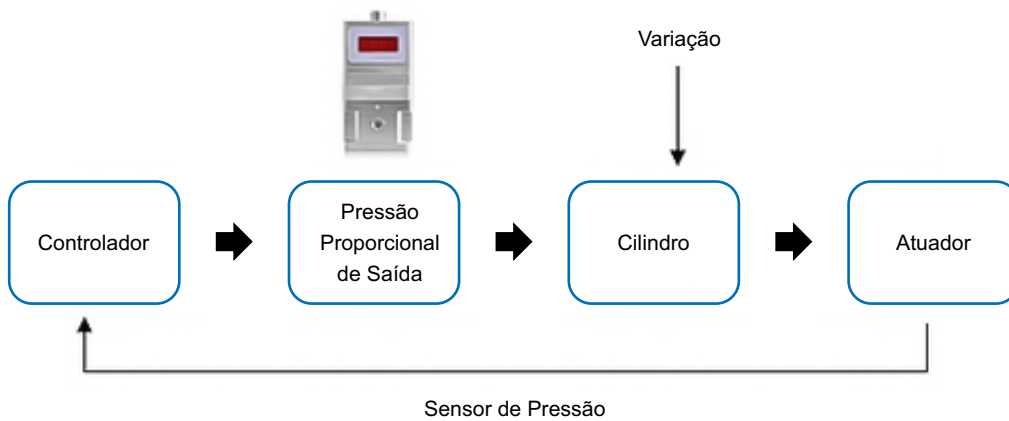 Variação
Controlador
Pressão
Proporcional
de Saída
Cilindro
Atuador
Sensor de Pressão